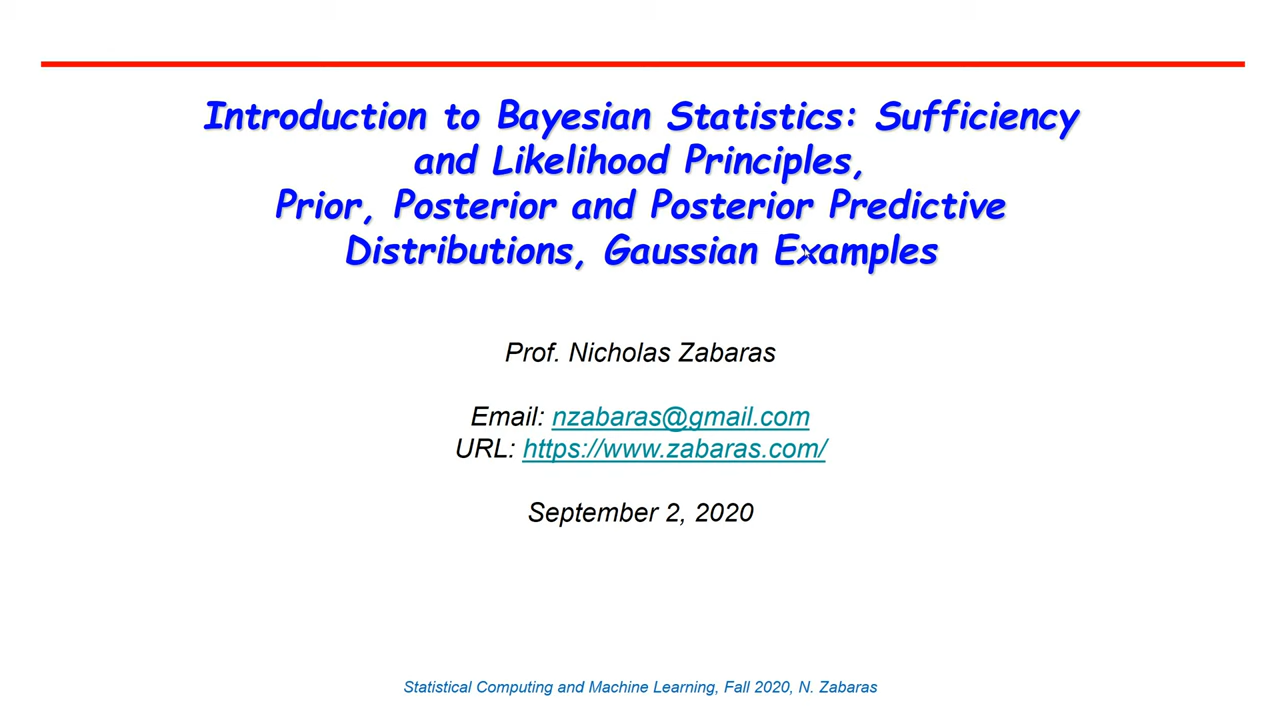 Introduction to Bayesian Statistics: Sufficiency
and Likelihood Principles,
Prior, Posterior and Posterior Predictive
Distributions, Gaussian Examples
Prof. Nicholas Zabaras
Email: nzabaras@gmail.com
URL: https://www.zabaras.com/
September 2, 2020
Statistical Computing and Machine Learning, Fall 2020, N. Zabaras